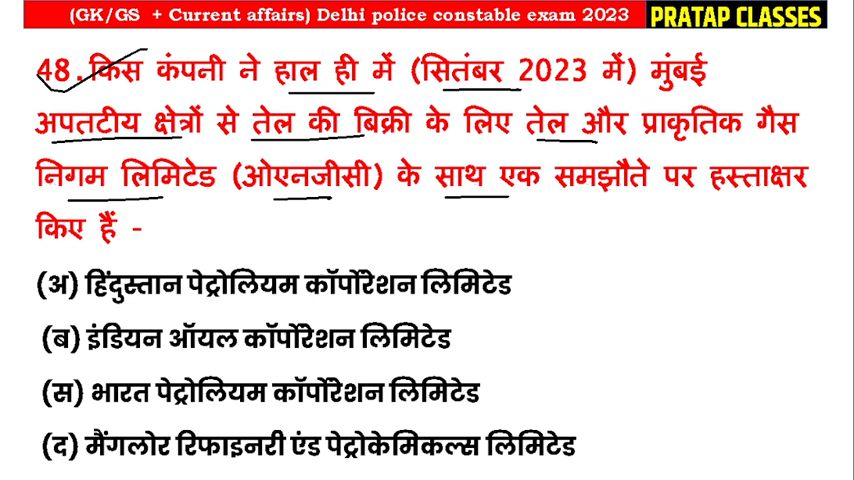 (GK/GS + Current affairs) Delhi police constable exam 2023 PRATAP CLASSES
48.किस कंपनी ने हाल ही में (सितंबर 2023 में) मुंबई
अपतटीय क्षेत्रों से तेल की बिक्री के लिए तेल और प्राकृतिक गैस
निगम लिमिटेड (ओएनजीसी) के साथ एक समझौते पर हस्ताक्षर
किए हैं -
(अ) हिंदुस्तान पेट्रोलियम कॉर्पोरेशन लिमिटेड
(ब) इंडियन ऑयल कॉर्पोरेशन लिमिटेड
(स) भारत पेट्रोलियम कॉर्पोरेशन लिमिटेड
(द) मैंगलोर रिफाइनरी एंड पेट्रोकेमिकल्स लिमिटेड